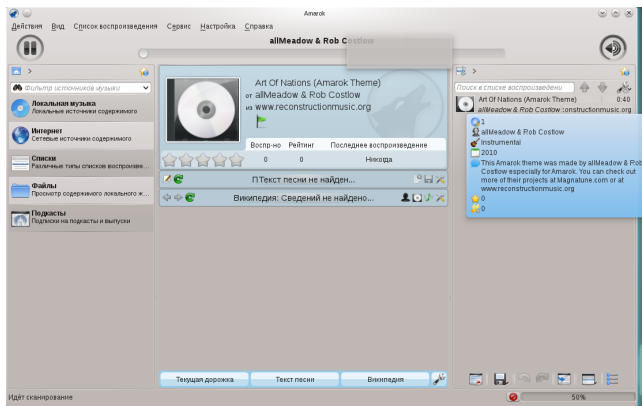 Amarok
Действия Вид Список воспроизведения Сервис Настройка Справка
allMeadow & Rob Costlow
Фильтр источников музыки
Локальная музыка
Локальные источники содержимого
Интернет
Сетевые источники содержимого
Списки
Различные типы списков воспроизве...
Файлы
Просмотр содержимого локального ж...
Подкасты
Подписки на подкасты и выпуски
Art Of Nations (Amarok Theme)
от allMeadow & Rob Costlow
из www.reconstructionmusic.org
Воспр-но Рейтинг Последнее воспроизведение
0 0 Никогда
П Текст песни не найден...
Википедия: Сведений не найдено...
Текущая дорожка Текст песни Википедия
Поиск в списке воспроизведени
Art Of Nations (Amarok Theme) 0:40
allMeadow & Rob Costlow :onstructionmusic.org
1
allMeadow & Rob Costlow
Instrumental
2010
This Amarok theme was made by allMeadow & Rob
Costlow especially for Amarok. You can check out
more of their projects at Magnatune.com or at
www.reconstructionmusic.org
0
0
Идёт сканирование 50%